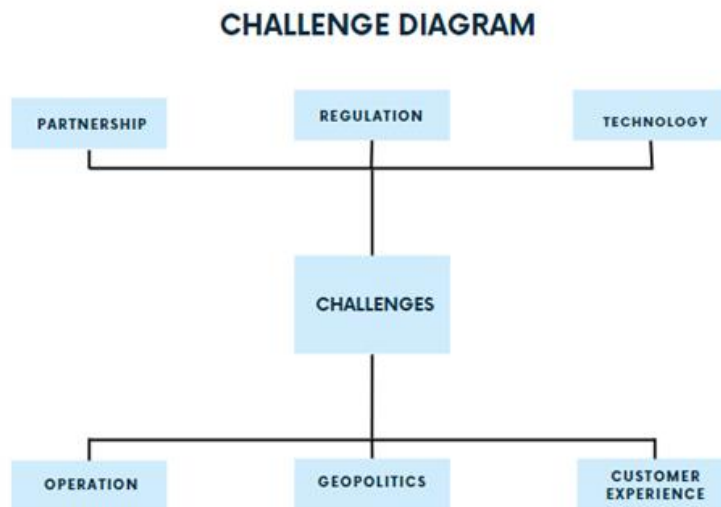 CHALLENGE DIAGRAM
PARTNERSHIP
REGULATION
TECHNOLOGY
CHALLENGES
OPERATION
GEOPOLITICS
CUSTOMER
EXPERIENCE